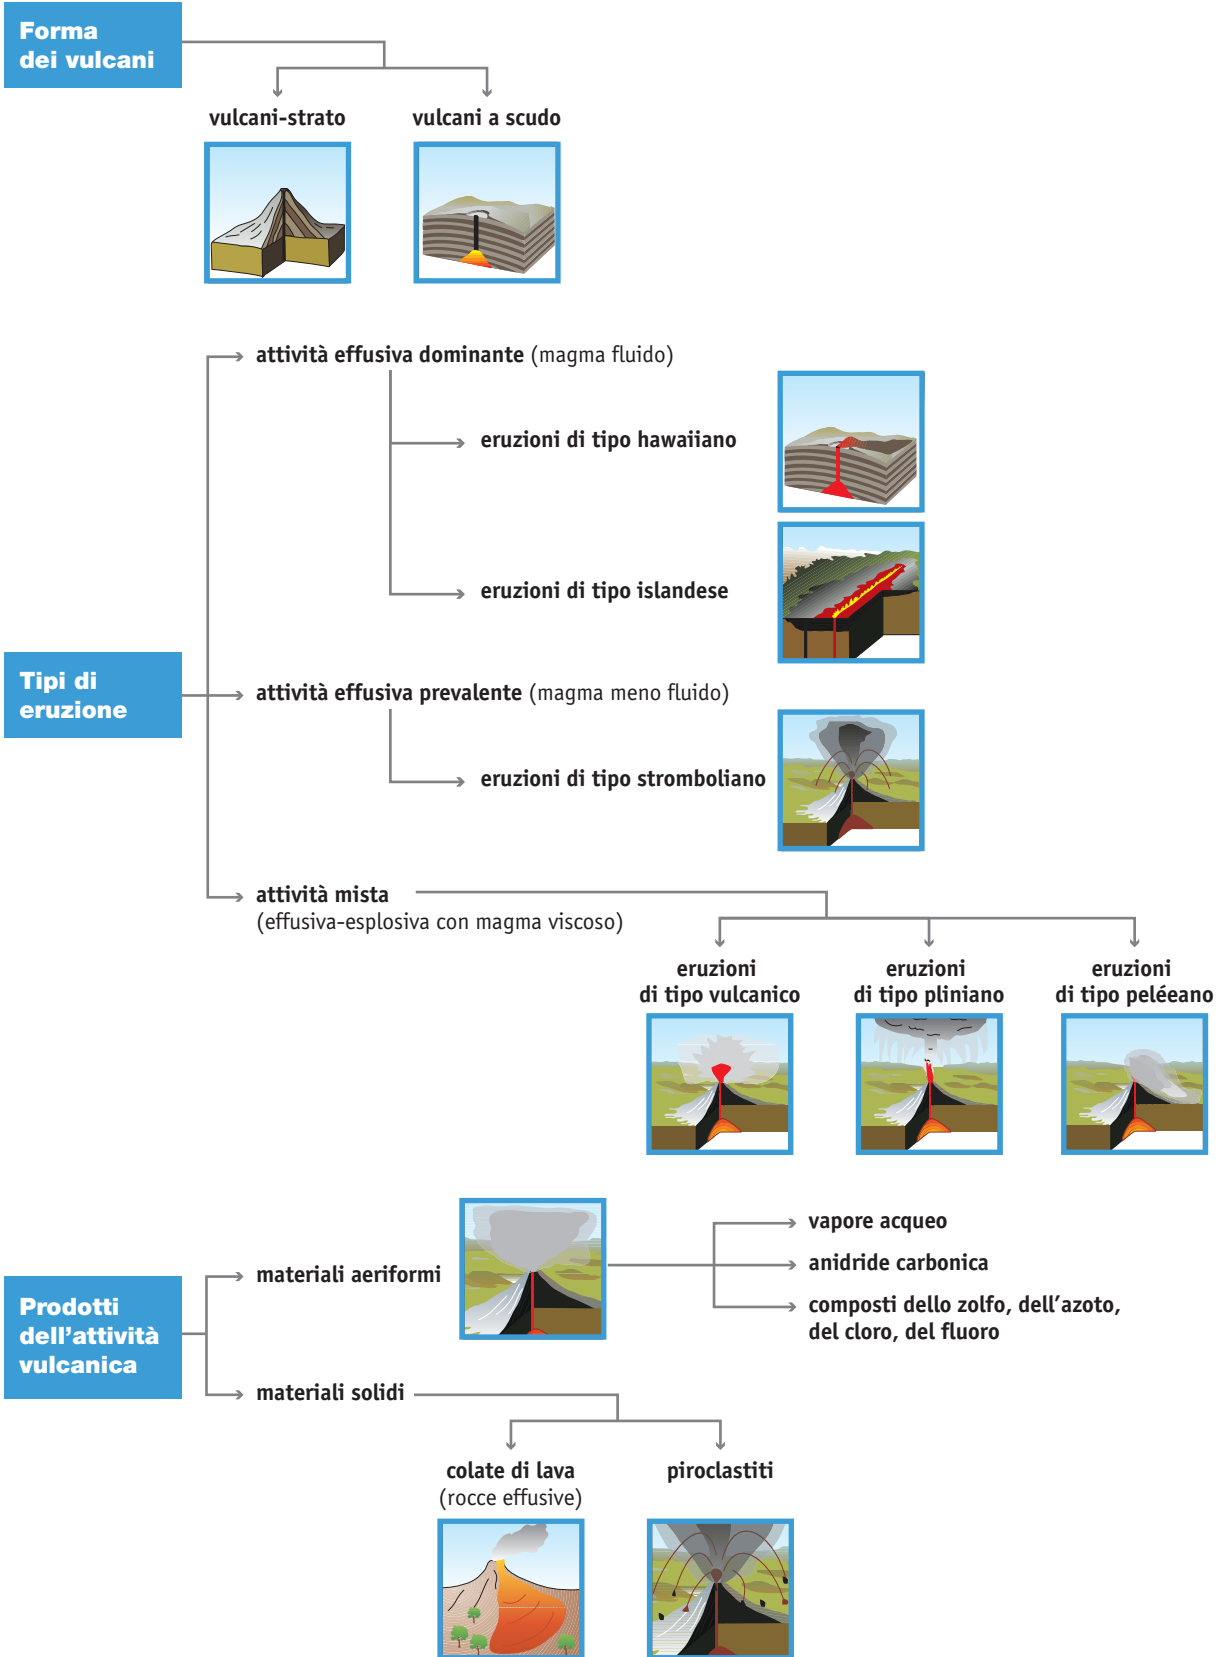 Forma
dei vulcani
vulcani-strato
vulcani a scudo
attività effusiva dominante (magma fluido)
eruzioni di tipo hawaiiano
eruzioni di tipo islandese
Tipi di
eruzione
attività effusiva prevalente (magma meno fluido)
eruzioni di tipo stromboliano
attività mista
(effusiva-esplosiva con magma viscoso)
eruzioni
di tipo vulcanico
eruzioni
di tipo pliniano
eruzioni
di tipo peléeano
Prodotti
dell'attività
vulcanica
materiali aeriformi
vapore acqueo
anidride carbonica
composti dello zolfo, dell'azoto,
del cloro, del fluoro
materiali solidi
colate di lava
(rocce effusive)
piroclastiti